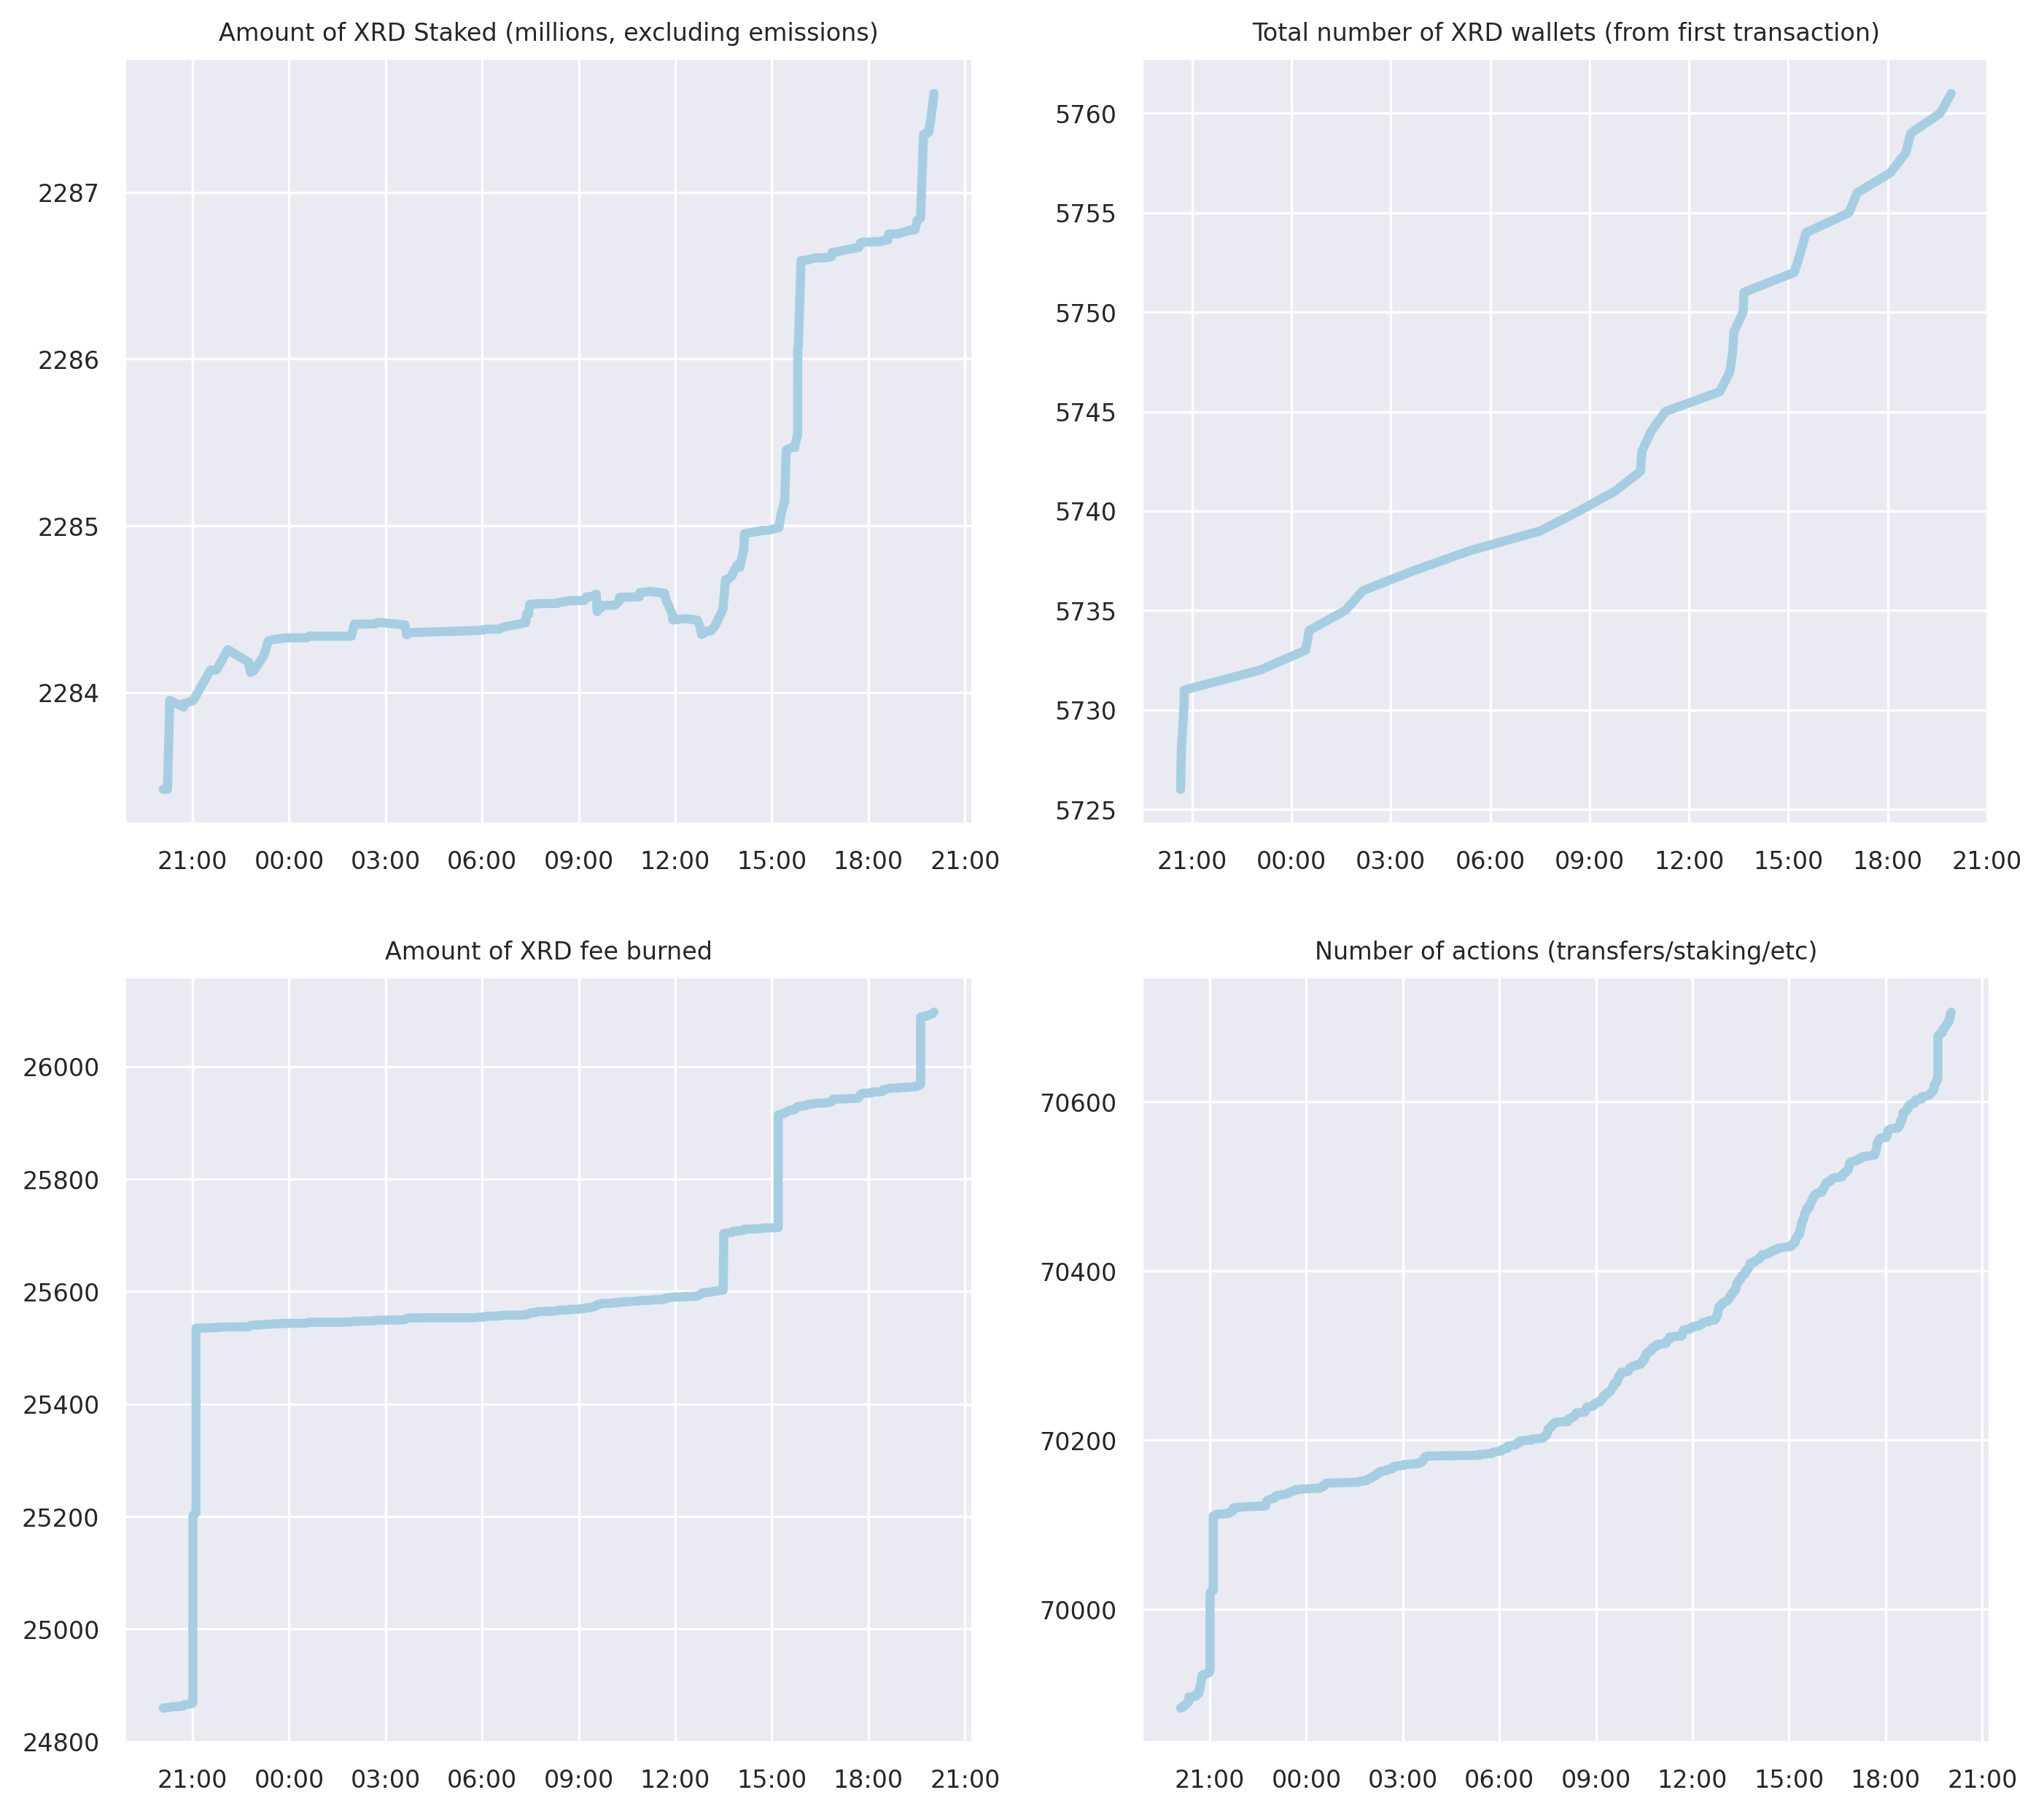 Amount of XRD Staked (millions, excluding emissions)
2287
2286
2285
2284
21:00 00:00 03:00 06:00 09:00 12:00 15:00 18:00 21:00
Total number of XRD wallets (from first transaction)
5760
5755
5750
5745
5740
5735
5730
5725
21:00 00:00 03:00 06:00 09:00 12:00 15:00 18:00 21:00
Amount of XRD fee burned
26000
25800
25600
25400
25200
25000
24800
21:00 00:00 03:00 06:00 09:00 12:00 15:00 18:00 21:00
Number of actions (transfers/staking/etc)
70600
70400
70200
70000
21:00 00:00 03:00 06:00 09:00 12:00 15:00 18:00 21:00